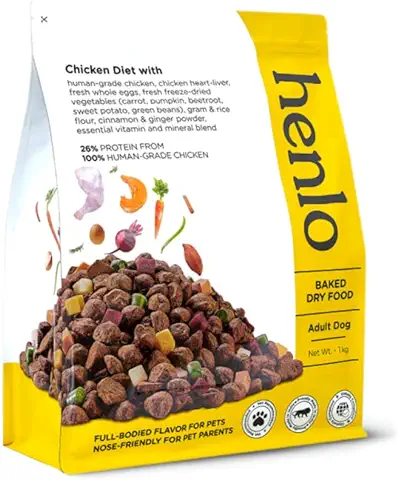 Chicken Diet with
human-grade chicken, chicken heart-liver,
fresh whole eggs, fresh freeze-dried
vegetables (carrot, pumpkin, beetroot,
sweet potato, green beans), gram & rice
flour, cinnamon & ginger powder,
essential vitamin and mineral blend
26% PROTEIN FROM
100% HUMAN-GRADE CHICKEN
henlo
BAKED
DRY FOOD
Adult Dog
Net Wt. - 1 kg
FULL-BODIED FLAVOR FOR PETS
NOSE-FRIENDLY FOR PET PARENTS